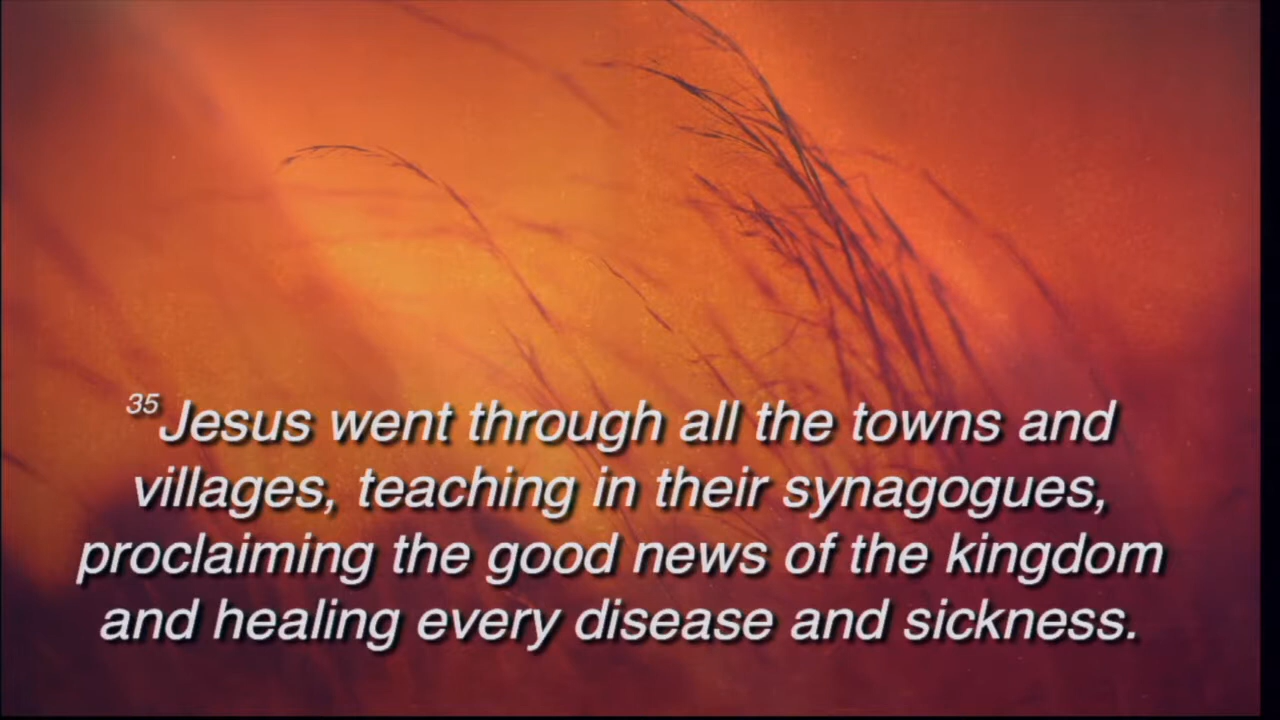 35 Jesus went through all the towns and
villages, teaching in their synagogues,
proclaiming the good news of the kingdom
and healing every disease and sickness.